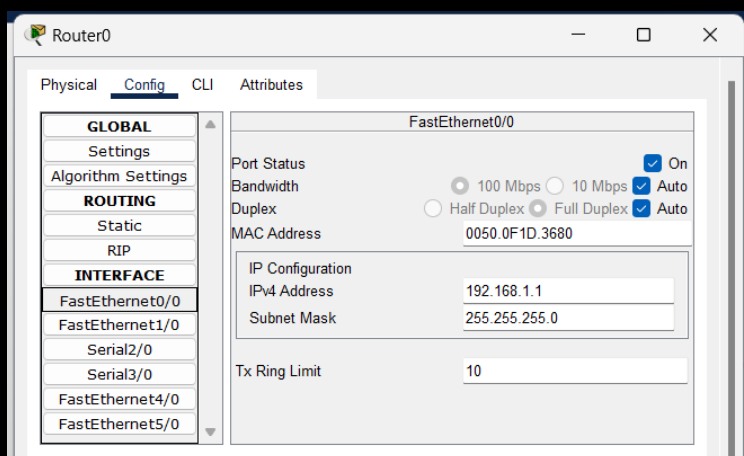 Router0
Physical Config CLI Attributes
GLOBAL
Settings
Algorithm Settings
ROUTING
Static
RIP
INTERFACE
FastEthernet0/0
FastEthernet1/0
Serial2/0
Serial3/0
FastEthernet4/0
FastEthernet5/0
FastEthernet0/0
Port Status On
Bandwidth 100 Mbps 10 Mbps Auto
Duplex Half Duplex Full Duplex Auto
MAC Address 0050.0F1D.3680
IP Configuration
IPv4 Address 192.168.1.1
Subnet Mask 255.255.255.0
Tx Ring Limit 10